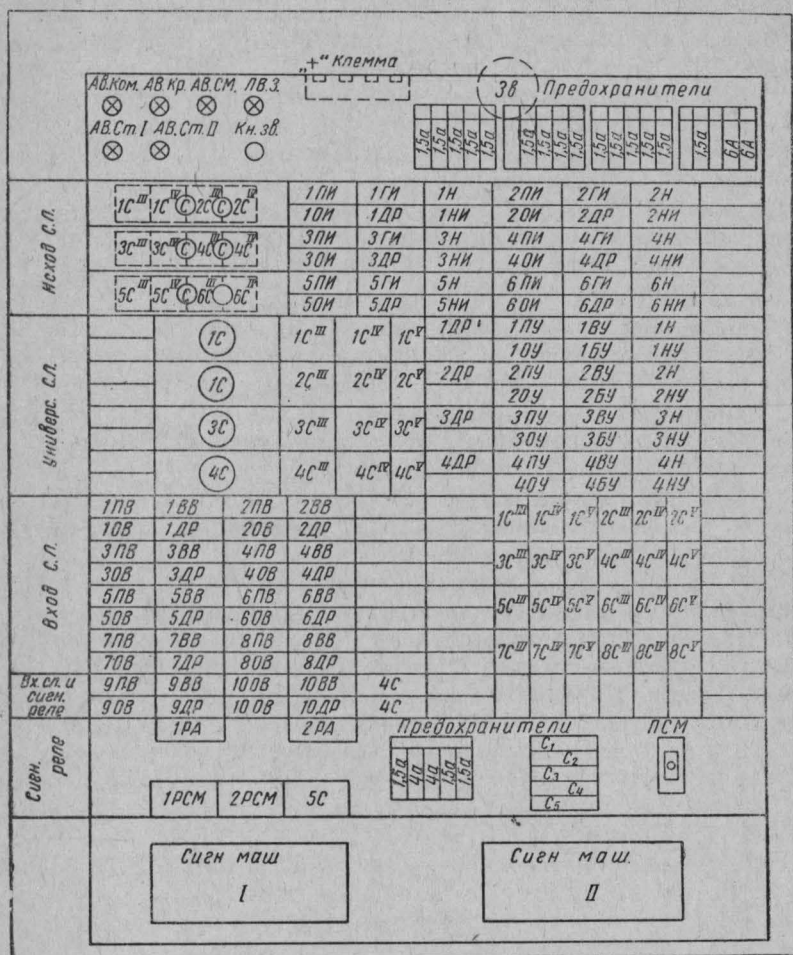 „+“ Клемма
АВ.Ком. АВ.Кр. АВ.СМ. ЛВ.З.
3В Предохранители
АВ.Ст.I АВ.Ст.II Кн.зв.
1,5а 1,5а 1,5а 1,5а 1,5а 1,5а 1,5а 1,5а 1,5а 1,5а 1,5а 1,5а 1,5а 1,5а 6А 6А
Исход С.Л.
1С III 1С IV С 2С III С 2С IV 1ПИ 1ГИ 1Н 2ПИ 2ГИ 2Н
1ОИ 1ДР 1НИ 2ОИ 2ДР 2НИ
3С III 3С IV С 4С III С 4С IV 3ПИ 3ГИ 3Н 4ПИ 4ГИ 4Н
3ОИ 3ДР 3НИ 4ОИ 4ДР 4НИ
5С III 5С IV С 6С III 6С IV 5ПИ 5ГИ 5Н 6ПИ 6ГИ 6Н
5ОИ 5ДР 5НИ 6ОИ 6ДР 6НИ
Универс. С.Л.
1С 1С III 1С IV 1С V 1ДР 1ПУ 1ВУ 1Н
1ОУ 1БУ 1НУ
1С 2С III 2С IV 2С V 2ДР 2ПУ 2ВУ 2Н
2ОУ 2БУ 2НУ
3С 3С III 3С IV 3С V 3ДР 3ПУ 3ВУ 3Н
3ОУ 3БУ 3НУ
4С 4С III 4С IV 4С V 4ДР 4ПУ 4ВУ 4Н
4ОУ 4БУ 4НУ
Вход С.Л.
1ПВ 1ВВ 2ПВ 2ВВ 1С III 1С IV 1С V 2С III 2С IV 2С V
1ОВ 1ДР 2ОВ 2ДР
3ПВ 3ВВ 4ПВ 4ВВ 3С III 3С IV 3С V 4С III 4С IV 4С V
3ОВ 3ДР 4ОВ 4ДР
5ПВ 5ВВ 6ПВ 6ВВ 5С III 5С IV 5С V 6С III 6С IV 6С V
5ОВ 5ДР 6ОВ 6ДР
7ПВ 7ВВ 8ПВ 8ВВ 7С III 7С IV 7С V 8С III 8С IV 8С V
7ОВ 7ДР 8ОВ 8ДР
Вх. сл. и
сигн.
реле
9ПВ 9ВВ 10ОВ 10ВВ 4С
9ОВ 9ДР 10ОВ 10ДР 4С
Сигн.
реле
1РА 2РА Предохранители ПСМ
1,5а 4а 4а 1,5а 1,5а
С1
С2
С3
С4
С5
1РСМ 2РСМ 5С
Сигн маш
I
Сигн маш.
II